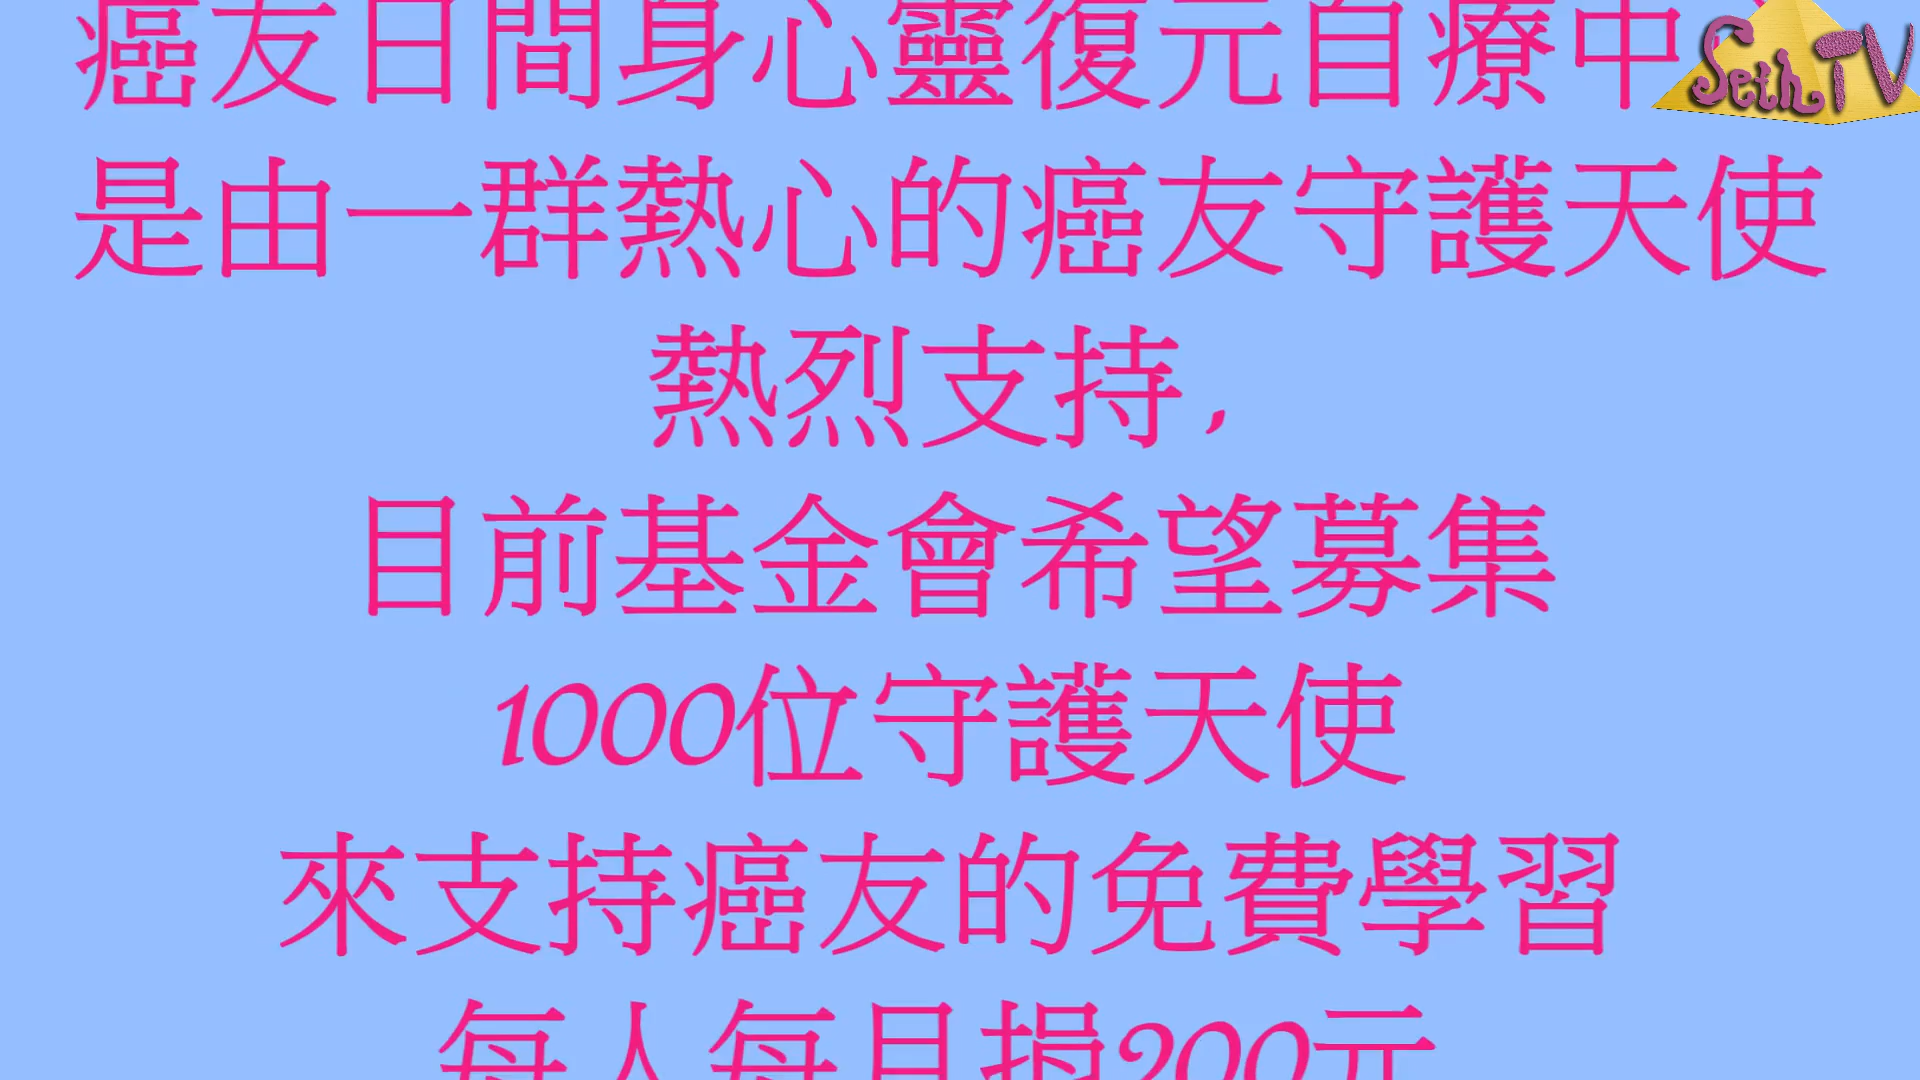 癌友日間身心靈復元自療中心
是由一群熱心的癌友守護天使
熱烈支持,
目前基金會希望募集
1000位守護天使
來支持癌友的免費學習
每人每月捐200元
Seth TV